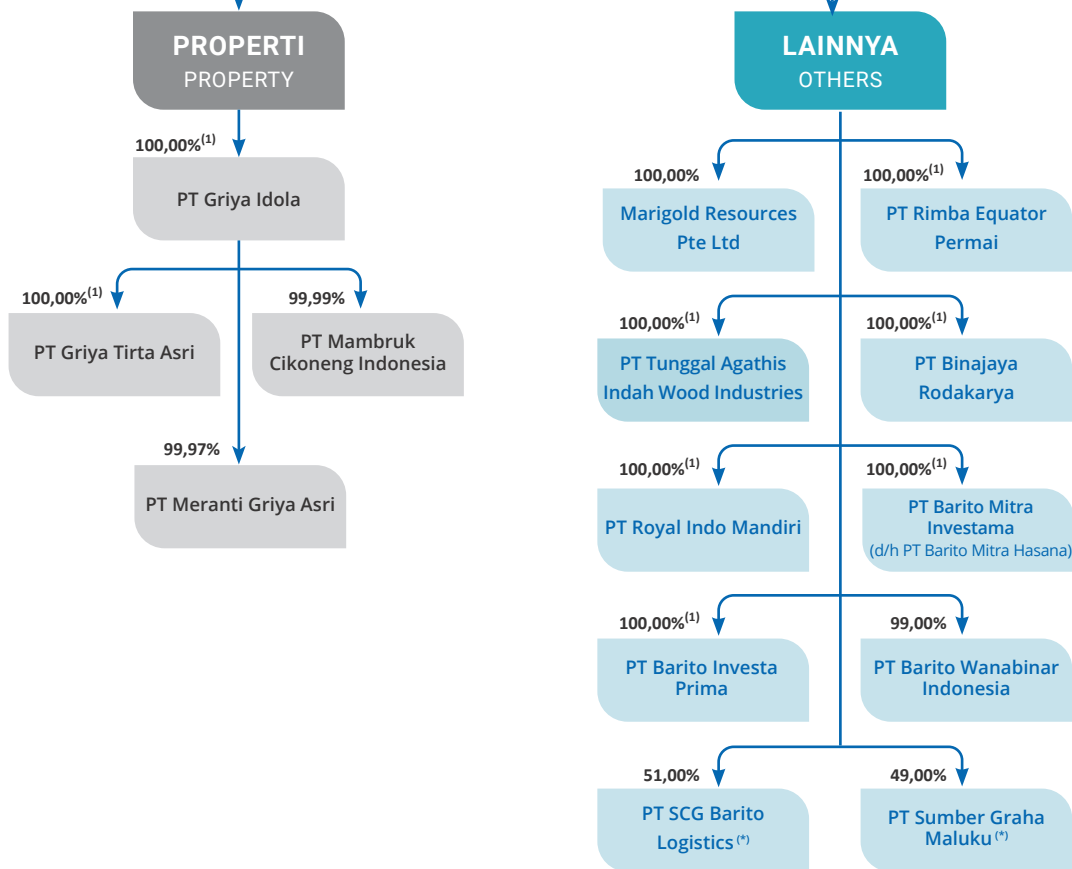 PROPERTI
PROPERTY
100,00%(1)
PT Griya Idola
100,00%(1)
PT Griya Tirta Asri
99,99%
PT Mambruk
Cikoneng Indonesia
99,97%
PT Meranti Griya Asri
LAINNYA
OTHERS
100,00%
Marigold Resources
Pte Ltd
100,00%(1)
PT Rimba Equator
Permai
100,00%(1)
PT Tunggal Agathis
Indah Wood Industries
100,00%(1)
PT Binajaya
Rodakarya
100,00%(1)
PT Royal Indo Mandiri
100,00%(1)
PT Barito Mitra
Investama
(d/h PT Barito Mitra Hasana)
100,00%(1)
PT Barito Investa
Prima
99,00%
PT Barito Wanabinar
Indonesia
51,00%
PT SCG Barito
Logistics (*)
49,00%
PT Sumber Graha
Maluku (*)